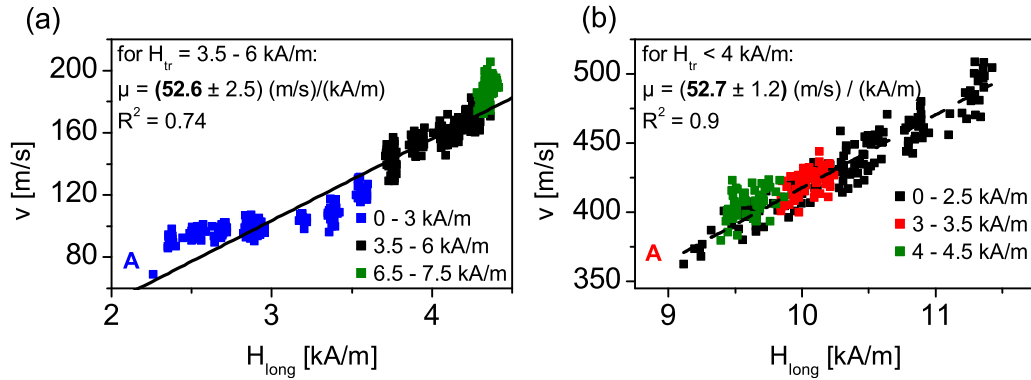 (a)
for H_tr = 3.5 - 6 kA/m:
μ = (52.6 ± 2.5) (m/s)/(kA/m)
R² = 0.74
200
160
120
80
v [m/s]
A
0 - 3 kA/m
3.5 - 6 kA/m
6.5 - 7.5 kA/m
2 3 4
H_long [kA/m]
(b)
for H_tr < 4 kA/m:
μ = (52.7 ± 1.2) (m/s) / (kA/m)
R² = 0.9
500
450
400
350
v [m/s]
A
0 - 2.5 kA/m
3 - 3.5 kA/m
4 - 4.5 kA/m
9 10 11
H_long [kA/m]